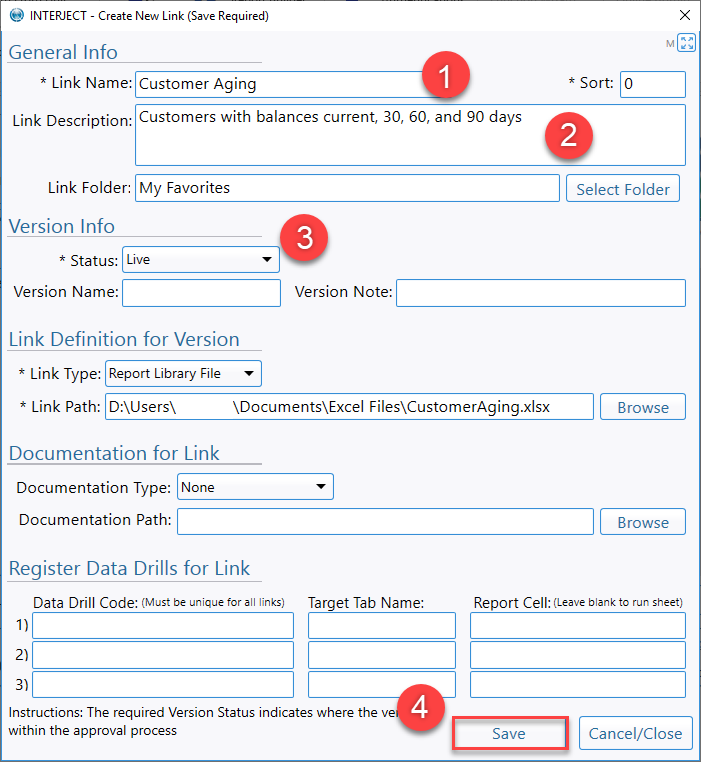 INTERJECT - Create New Link (Save Required)
General Info
M
* Link Name: Customer Aging
1
* Sort: 0
Link Description: Customers with balances current, 30, 60, and 90 days
2
Link Folder: My Favorites
Select Folder
Version Info
3
* Status: Live
Version Name:
Version Note:
Link Definition for Version
* Link Type: Report Library File
* Link Path: D:\Users\ \Documents\Excel Files\CustomerAging.xlsx
Browse
Documentation for Link
Documentation Type: None
Documentation Path:
Browse
Register Data Drills for Link
Data Drill Code: (Must be unique for all links)
Target Tab Name:
Report Cell: (Leave blank to run sheet)
1)
2)
3)
Instructions: The required Version Status indicates where the
within the approval process
4
Save
Cancel/Close